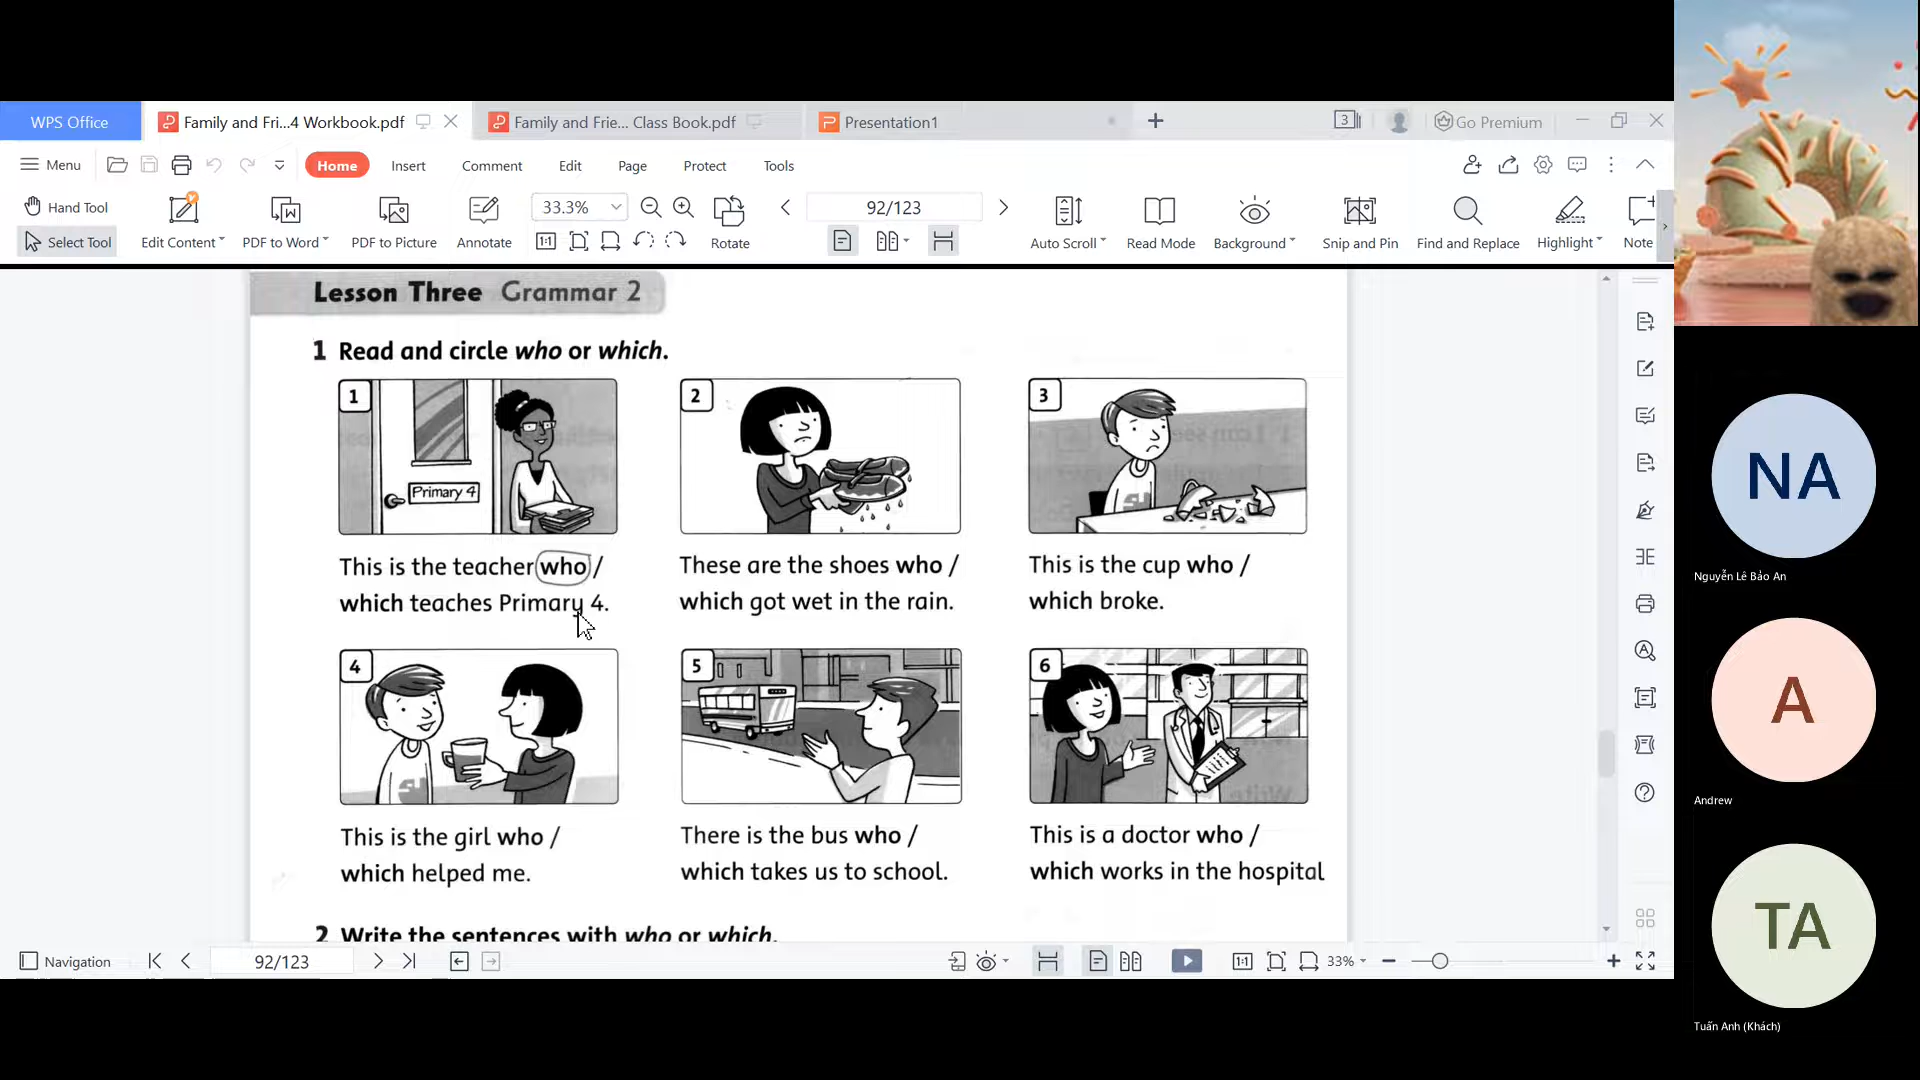 WPS Office
Family and Fri...4 Workbook.pdf
Family and Frie... Class Book.pdf
Presentation1
3
Go Premium
Menu
Home
Insert
Comment
Edit
Page
Protect
Tools
Hand Tool
Select Tool
Edit Content
PDF to Word
PDF to Picture
Annotate
33.3%
1:1
Rotate
92/123
Auto Scroll
Read Mode
Background
Snip and Pin
Find and Replace
Highlight
Note
Lesson Three Grammar 2
1 Read and circle who or which.
1
Primary 4
This is the teacher who /
which teaches Primary 4.
2
These are the shoes who /
which got wet in the rain.
3
This is the cup who /
which broke.
4
This is the girl who /
which helped me.
5
There is the bus who /
which takes us to school.
6
This is a doctor who /
which works in the hospital
2 Write the sentences with who or which.
Navigation
92/123
1:1
33%
NA
Nguyễn Lê Bảo An
A
Andrew
TA
Tuấn Anh (Khách)